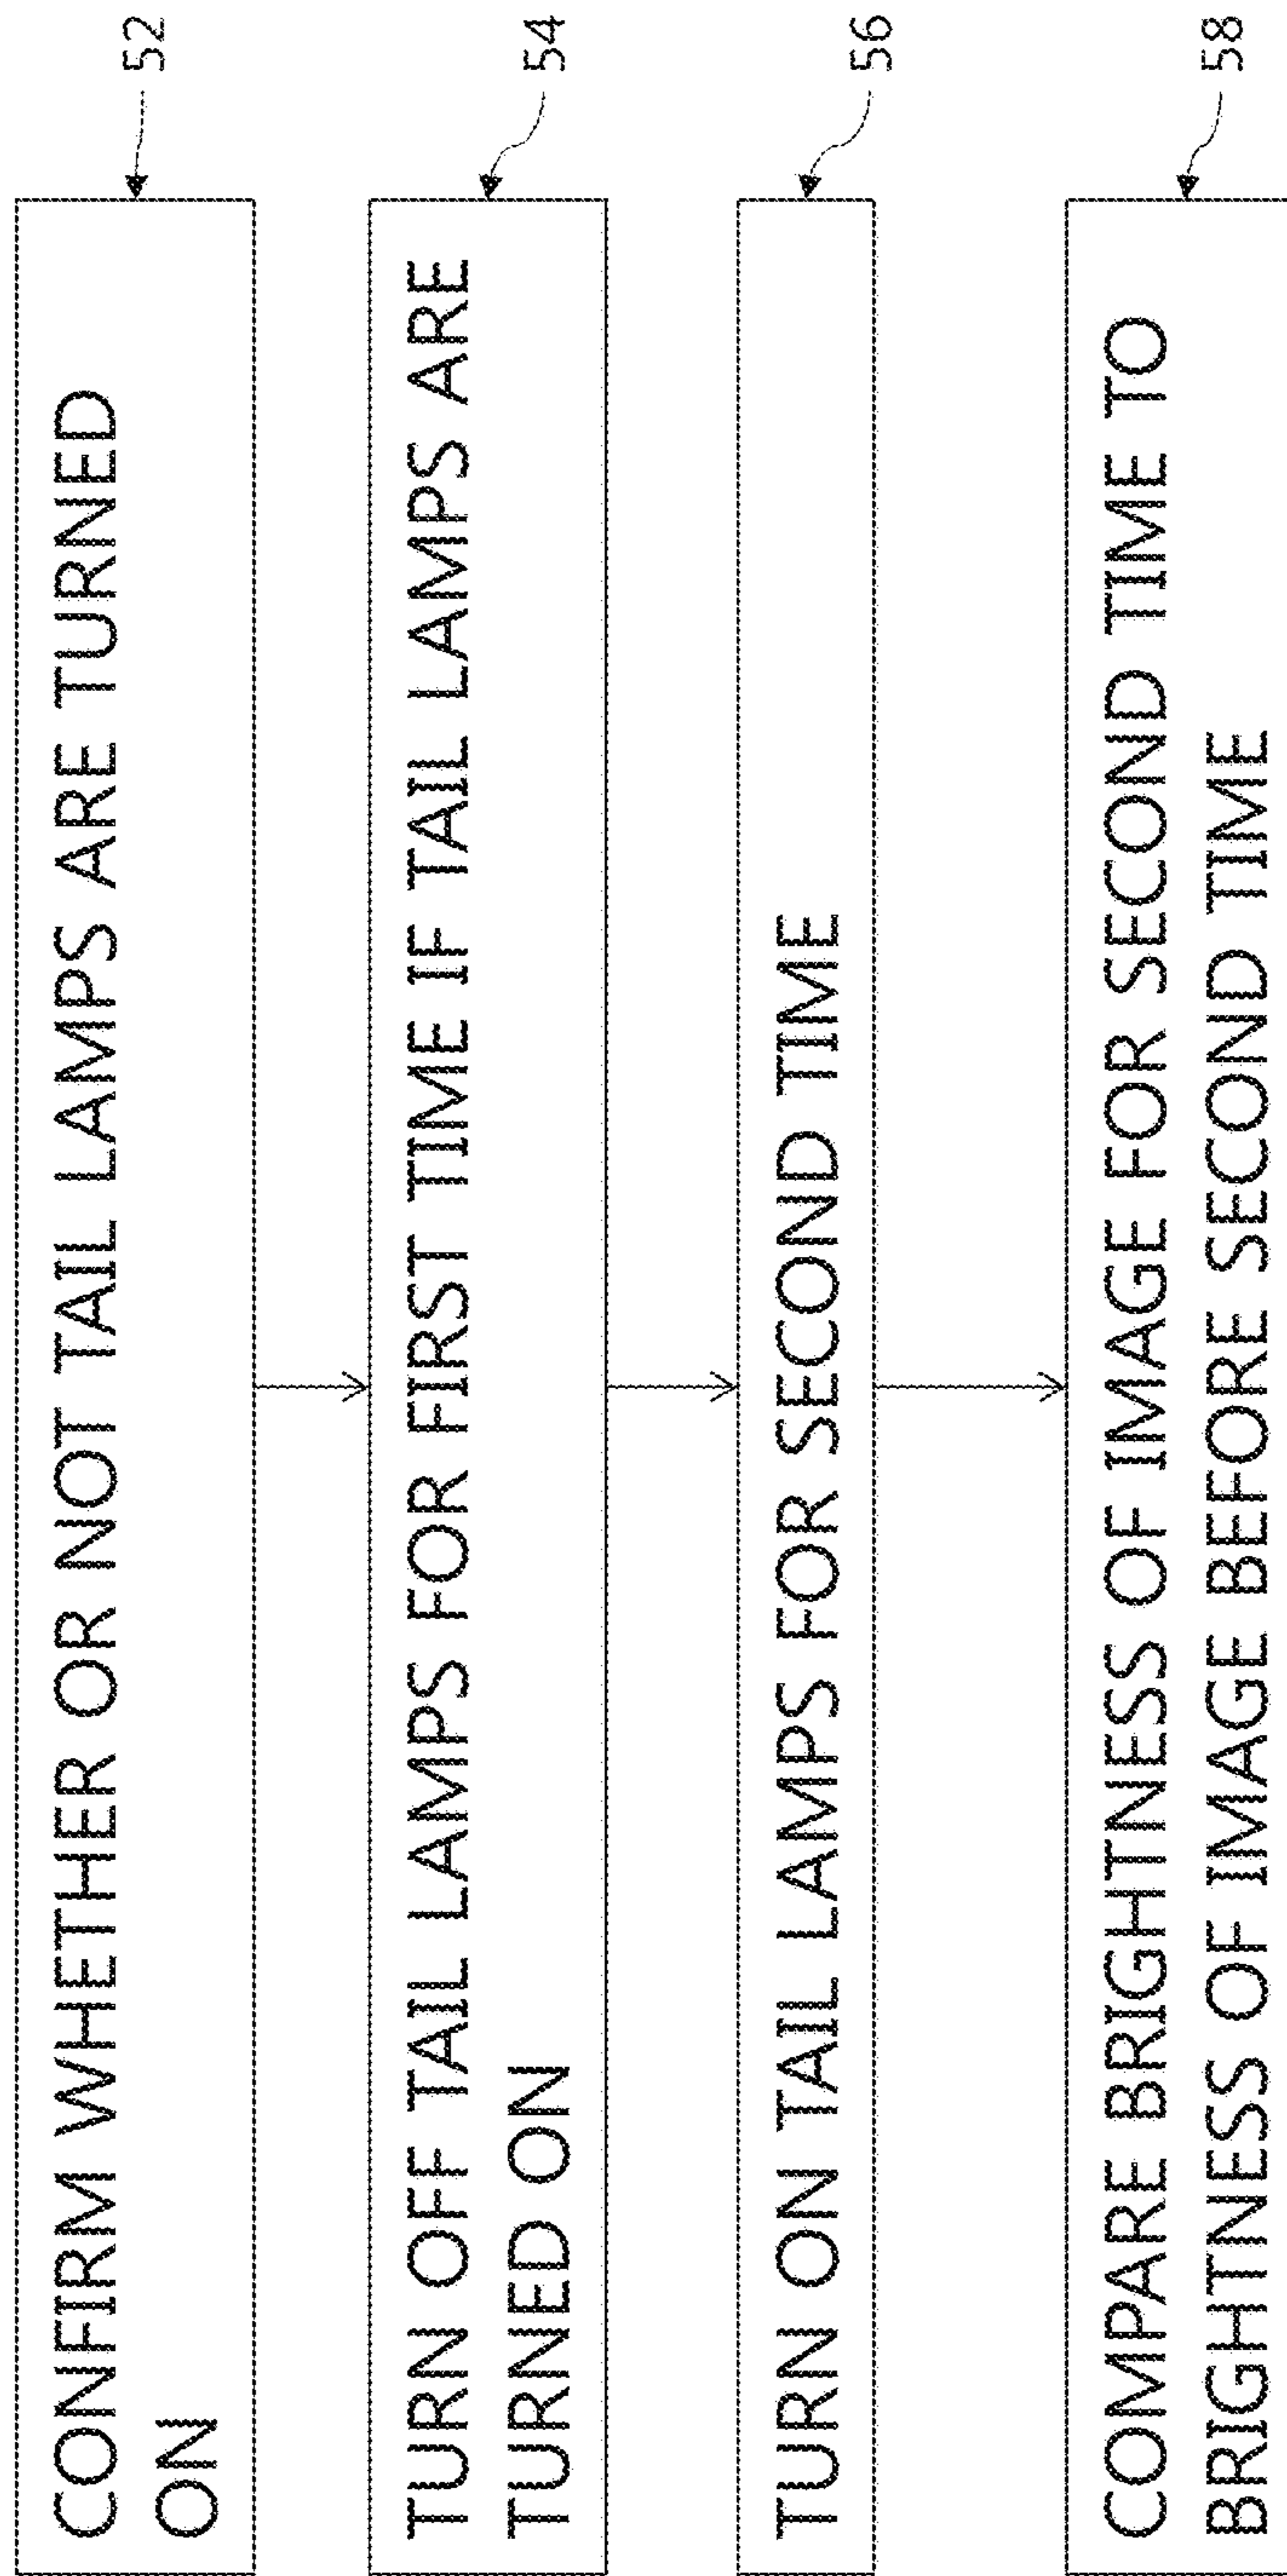 CONFIRM WHETHER OR NOT TAIL LAMPS ARE TURNED
ON
52
TURN OFF TAIL LAMPS FOR FIRST TIME IF TAIL LAMPS ARE
TURNED ON
54
TURN ON TAIL LAMPS FOR SECOND TIME
56
COMPARE BRIGHTNESS OF IMAGE FOR SECOND TIME TO
BRIGHTNESS OF IMAGE BEFORE SECOND TIME
58